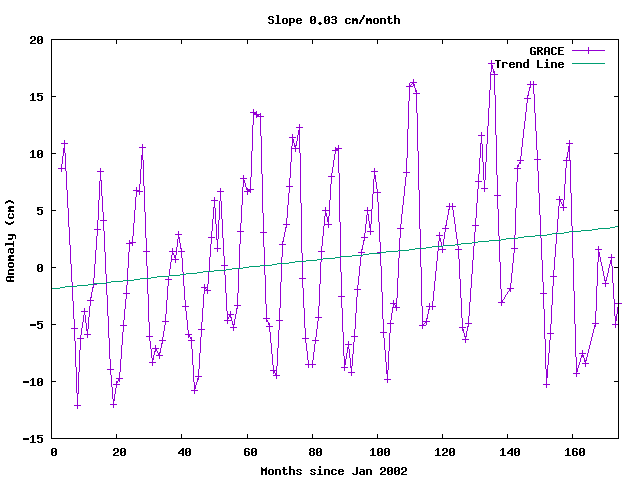 Slope 0.03 cm/month
GRACE
Trend Line
Anomaly (cm)
20
15
10
5
0
-5
-10
-15
0 20 40 60 80 100 120 140 160
Months since Jan 2002